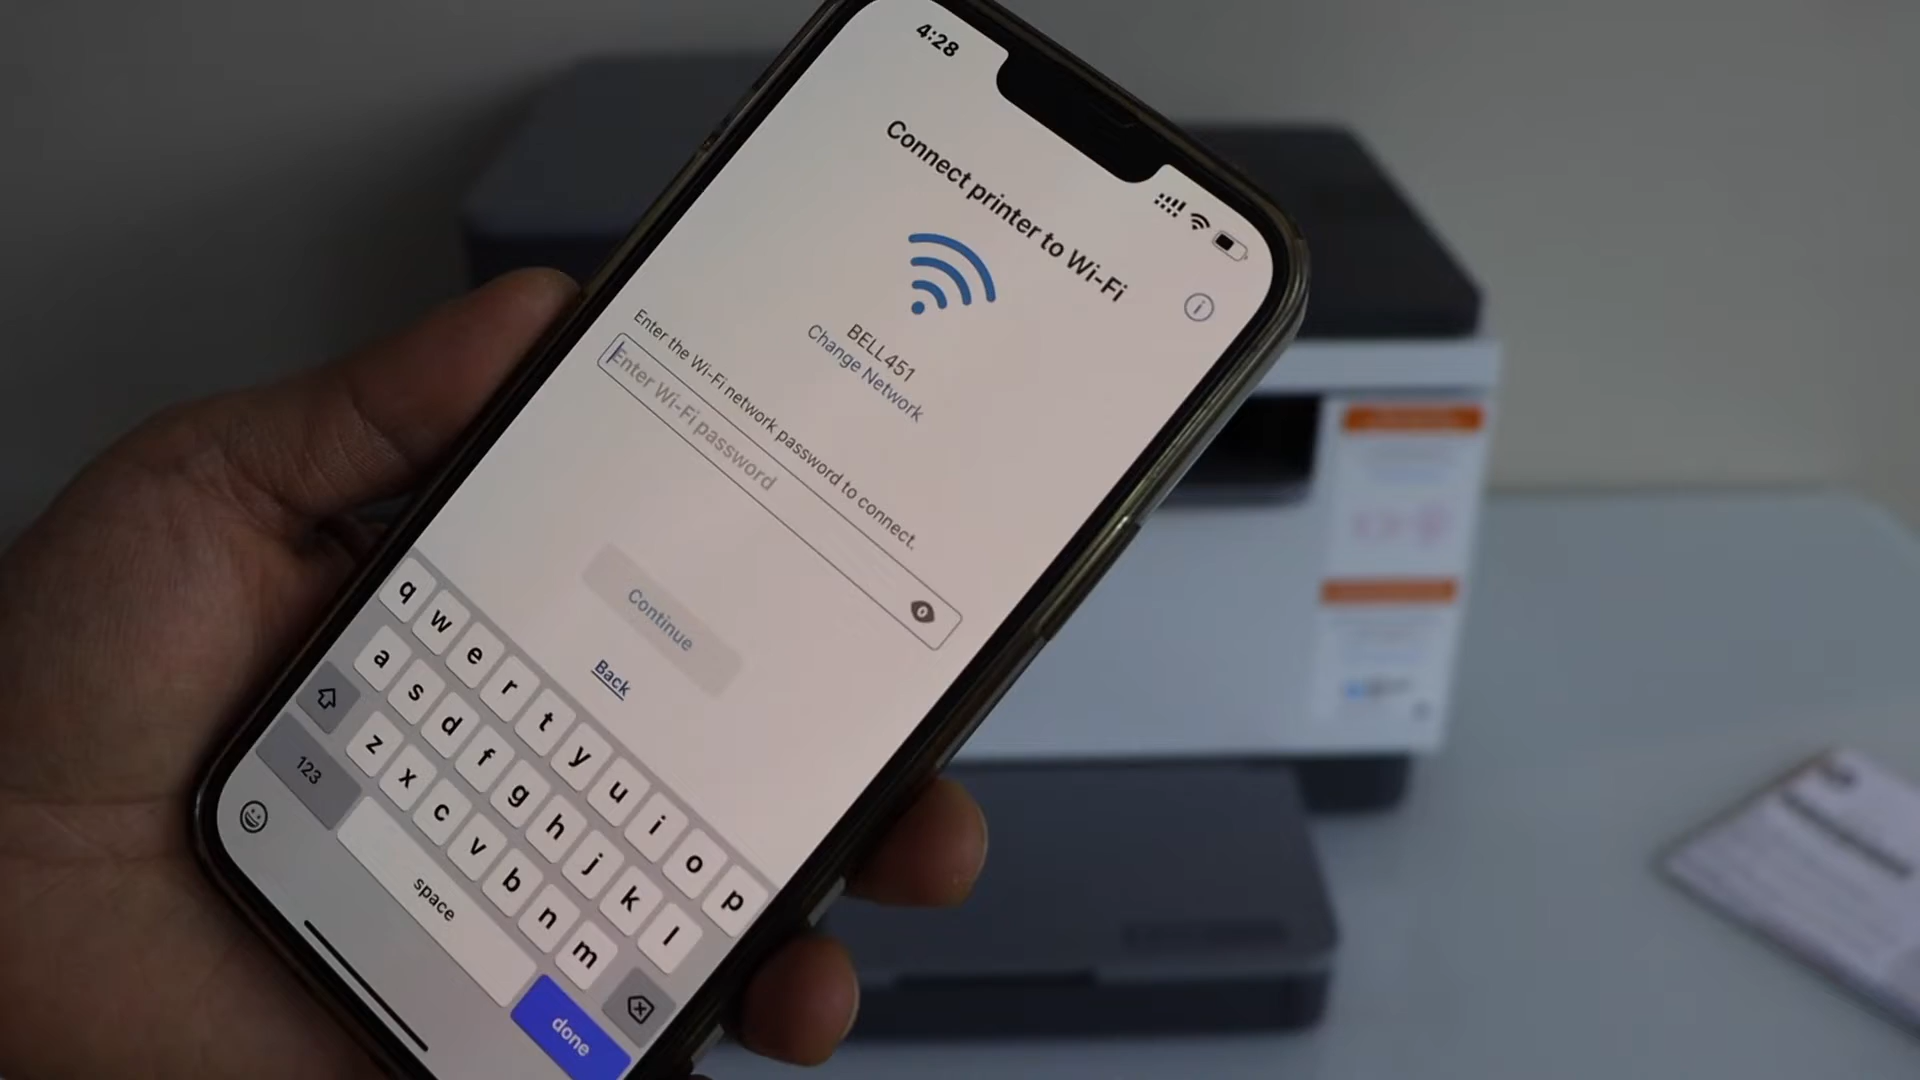 4:28
Connect printer to Wi-Fi
BELL451
Change Network
Enter the Wi-Fi network password to connect.
Enter Wi-Fi password
Continue
Back
q w e r t y u i o p
a s d f g h j k l
z x c v b n m
123
space
done